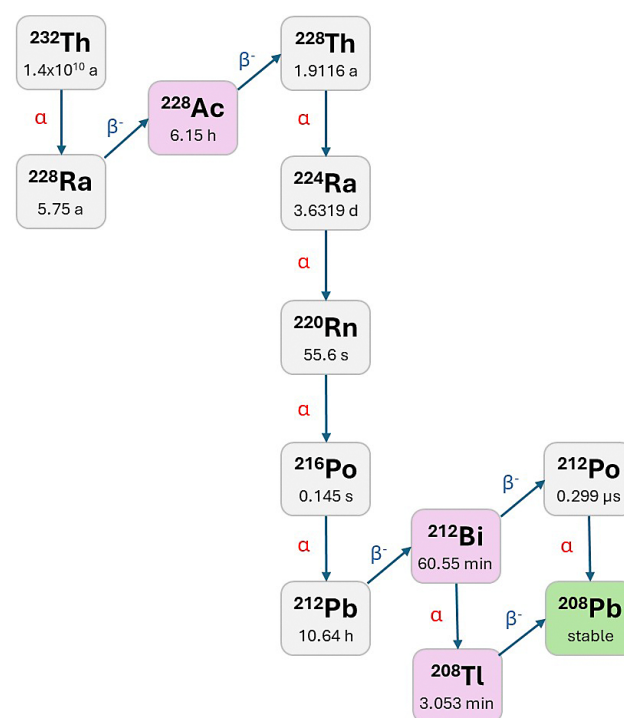 ²³²Th
1.4x10¹⁰ a
α
²²⁸Ra
5.75 a
β⁻
²²⁸Ac
6.15 h
β⁻
²²⁸Th
1.9116 a
α
²²⁴Ra
3.6319 d
α
²²⁰Rn
55.6 s
α
²¹⁶Po
0.145 s
α
²¹²Pb
10.64 h
β⁻
²¹²Bi
60.55 min
β⁻
²¹²Po
0.299 µs
α
α
²⁰⁸Tl
3.053 min
β⁻
²⁰⁸Pb
stable